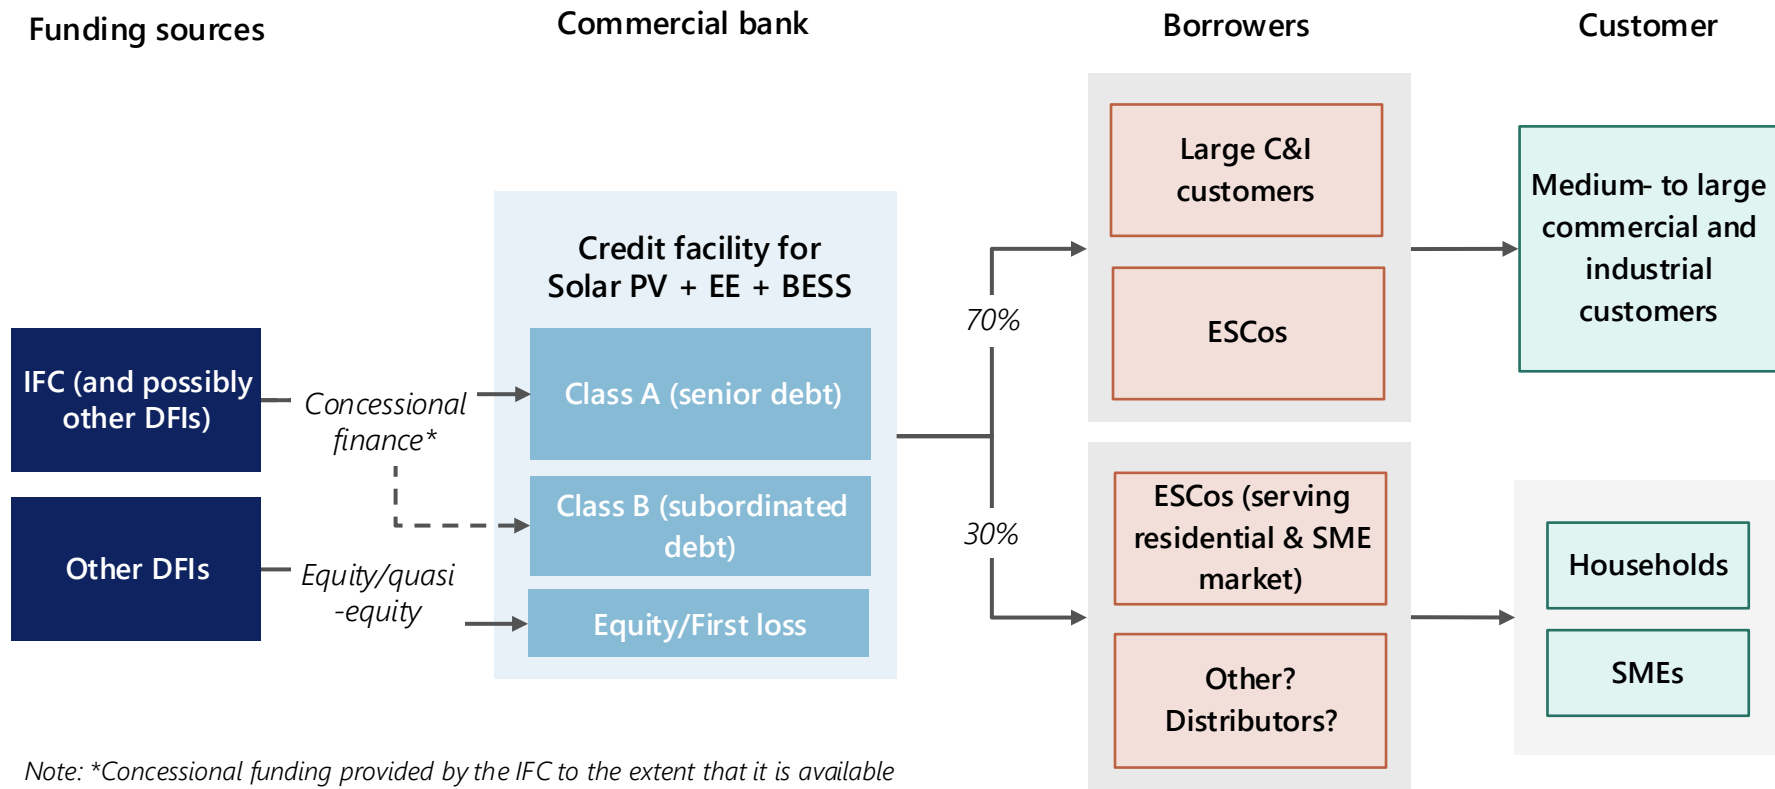 Funding sources
Commercial bank
Borrowers
Customer
IFC (and possibly
other DFIs)
Other DFIs
Concessional
finance*
Equity/quasi
-equity
Credit facility for
Solar PV + EE + BESS
Class A (senior debt)
Class B (subordinated
debt)
Equity/First loss
70%
30%
Large C&I
customers
ESCos
ESCos (serving
residential & SME
market)
Other?
Distributors?
Medium- to large
commercial and
industrial
customers
Households
SMEs
Note: *Concessional funding provided by the IFC to the extent that it is available